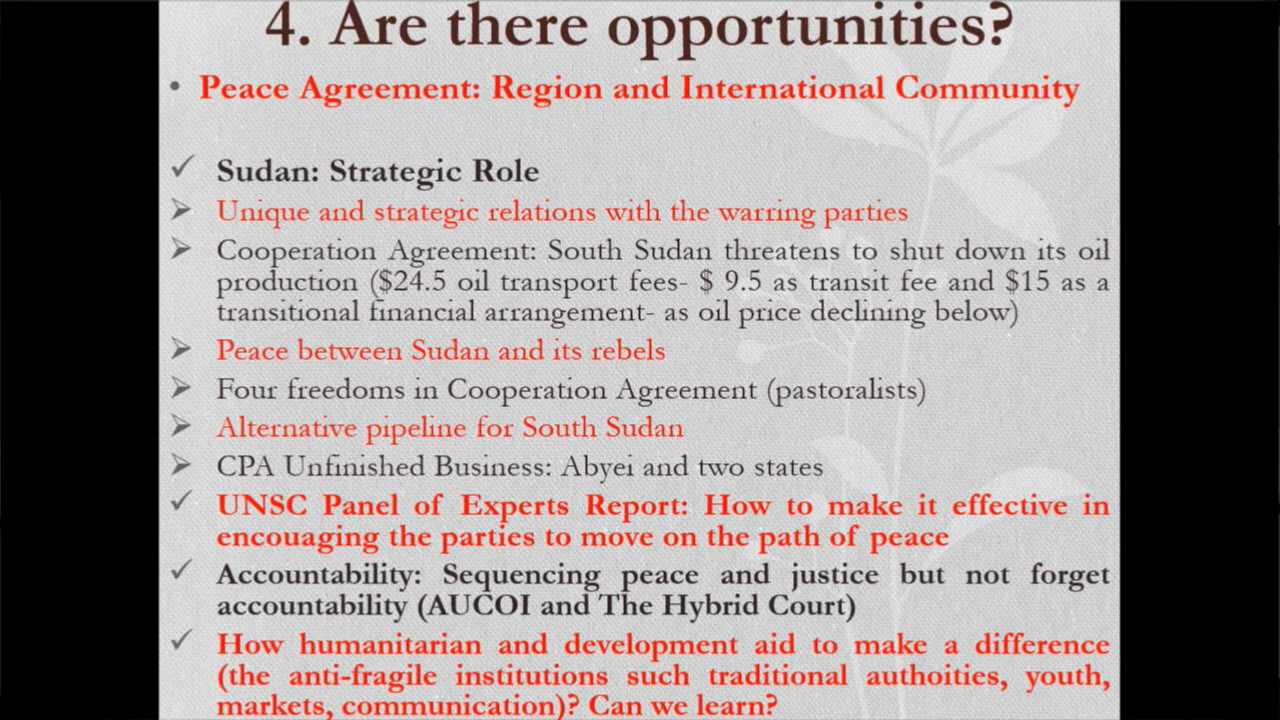 4. Are there opportunities?
• Peace Agreement: Region and International Community
✓ Sudan: Strategic Role
➢ Unique and strategic relations with the warring parties
➢ Cooperation Agreement: South Sudan threatens to shut down its oil
production ($24.5 oil transport fees- $ 9.5 as transit fee and $15 as a
transitional financial arrangement- as oil price declining below)
➢ Peace between Sudan and its rebels
➢ Four freedoms in Cooperation Agreement (pastoralists)
➢ Alternative pipeline for South Sudan
➢ CPA Unfinished Business: Abyei and two states
✓ UNSC Panel of Experts Report: How to make it effective in
encouaging the parties to move on the path of peace
✓ Accountability: Sequencing peace and justice but not forget
accountability (AUCOI and The Hybrid Court)
✓ How humanitarian and development aid to make a difference
(the anti-fragile institutions such traditional authoities, youth,
markets, communication)? Can we learn?